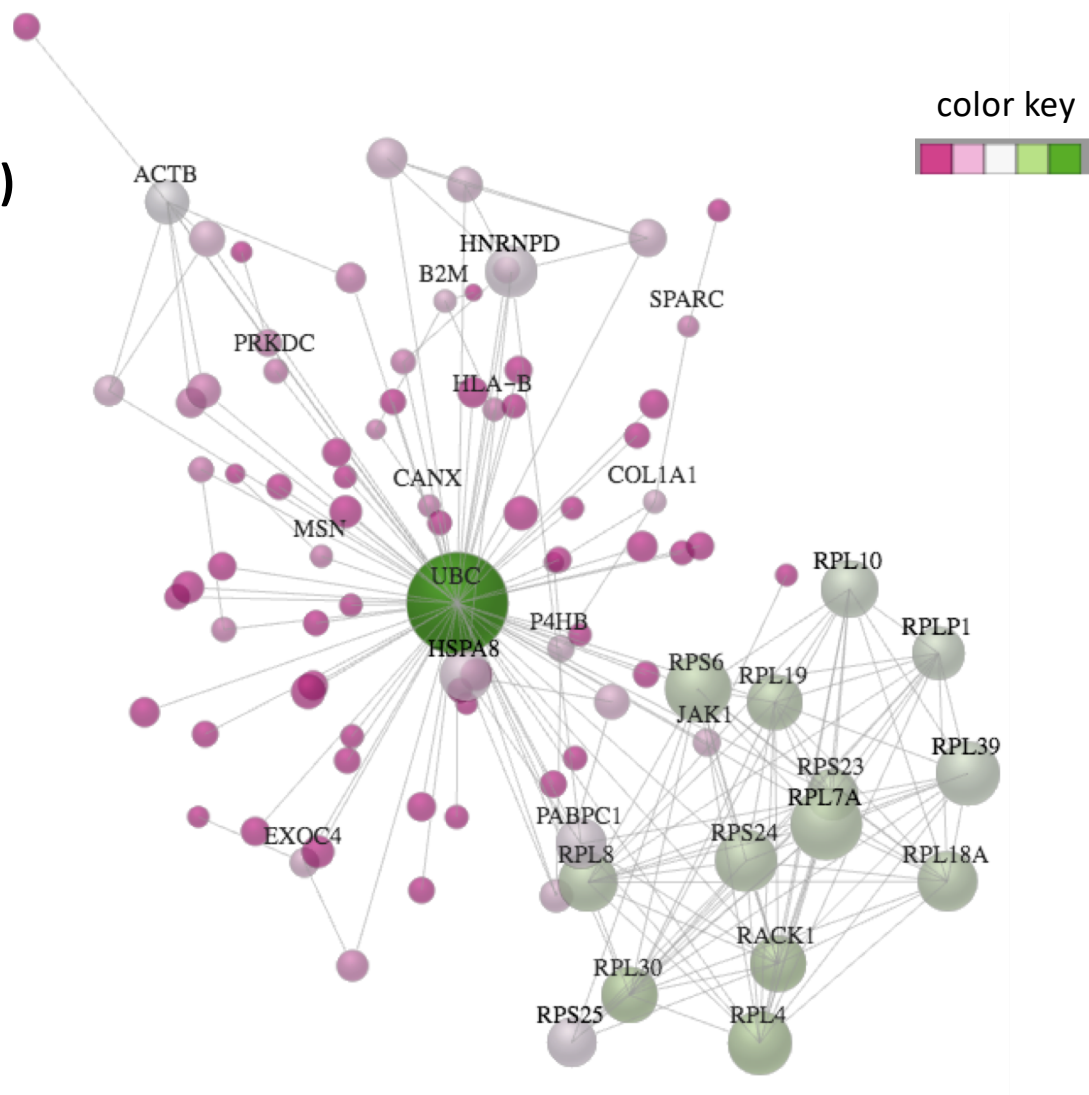 color key
)
ACTB
HNRNPD
B2M
SPARC
PRKDC
HLA-B
CANX
COL1A1
MSN
RPL10
UBC
P4HB
RPLP1
HSPA8
RPS6
RPL19
JAK1
RPL39
RPS23
RPL7A
PABPC1
EXOC4
RPS24
RPL8
RPL18A
RACK1
RPL30
RPS25
RPL4